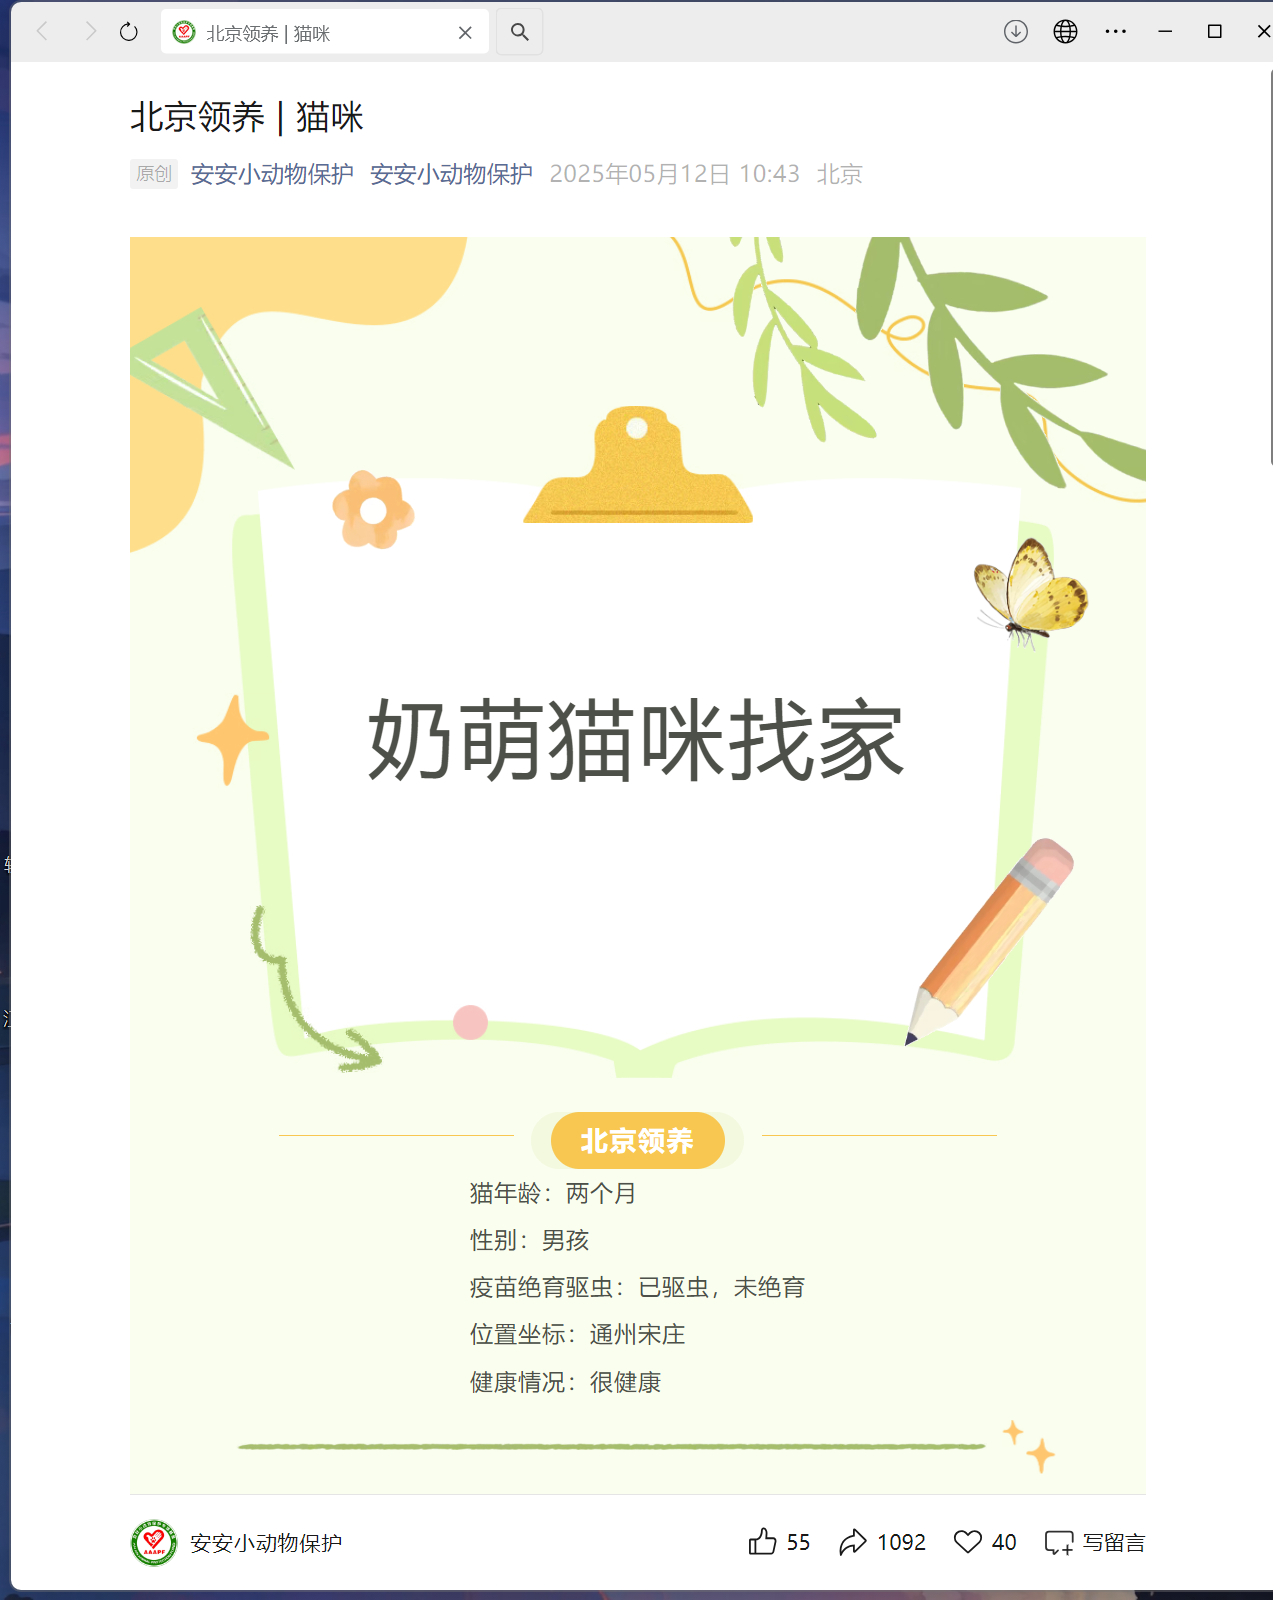 北京领养 | 猫咪
北京领养 | 猫咪
原创 安安小动物保护 安安小动物保护 2025年05月12日 10:43 北京
奶萌猫咪找家
北京领养
猫年龄：两个月
性别：男孩
疫苗绝育驱虫：已驱虫，未绝育
位置坐标：通州宋庄
健康情况：很健康
AAAPF
安安小动物保护 55 1092 40 写留言